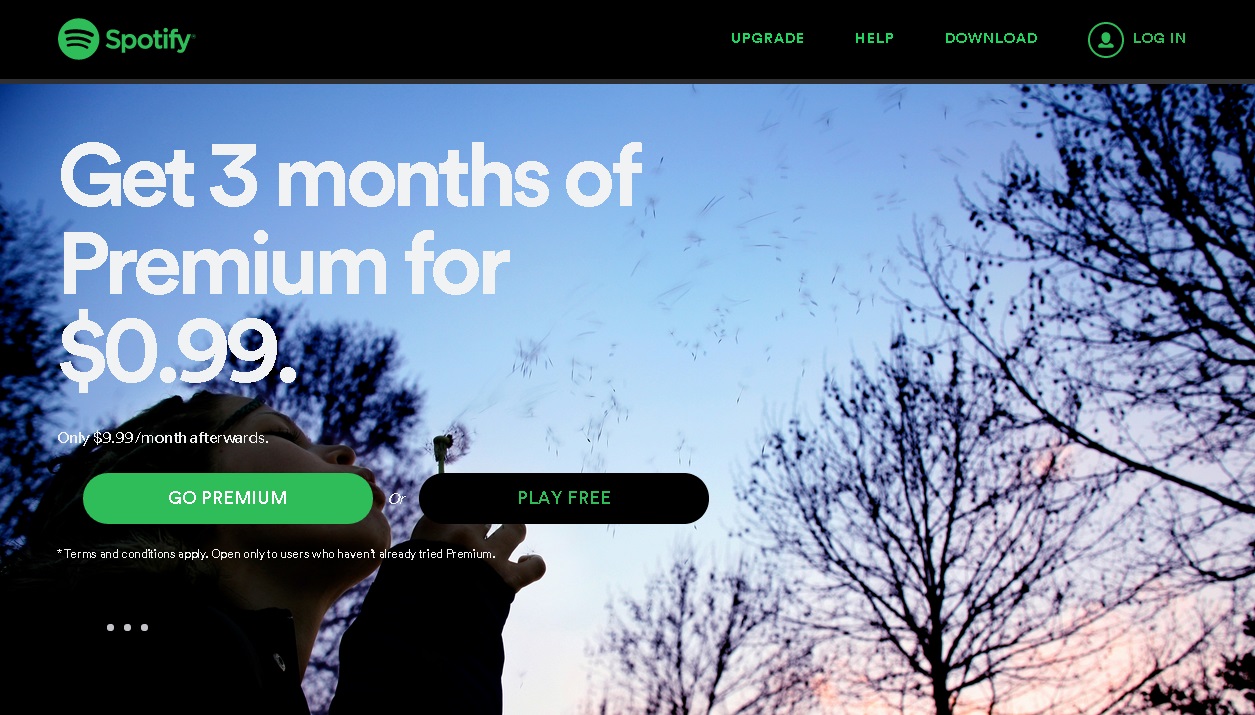 Spotify
UPGRADE
HELP
DOWNLOAD
LOG IN
Get 3 months of
Premium for
$0.99.
Only $9.99/month afterwards.
GO PREMIUM
Or
PLAY FREE
*Terms and conditions apply. Open only to users who haven't already tried Premium.